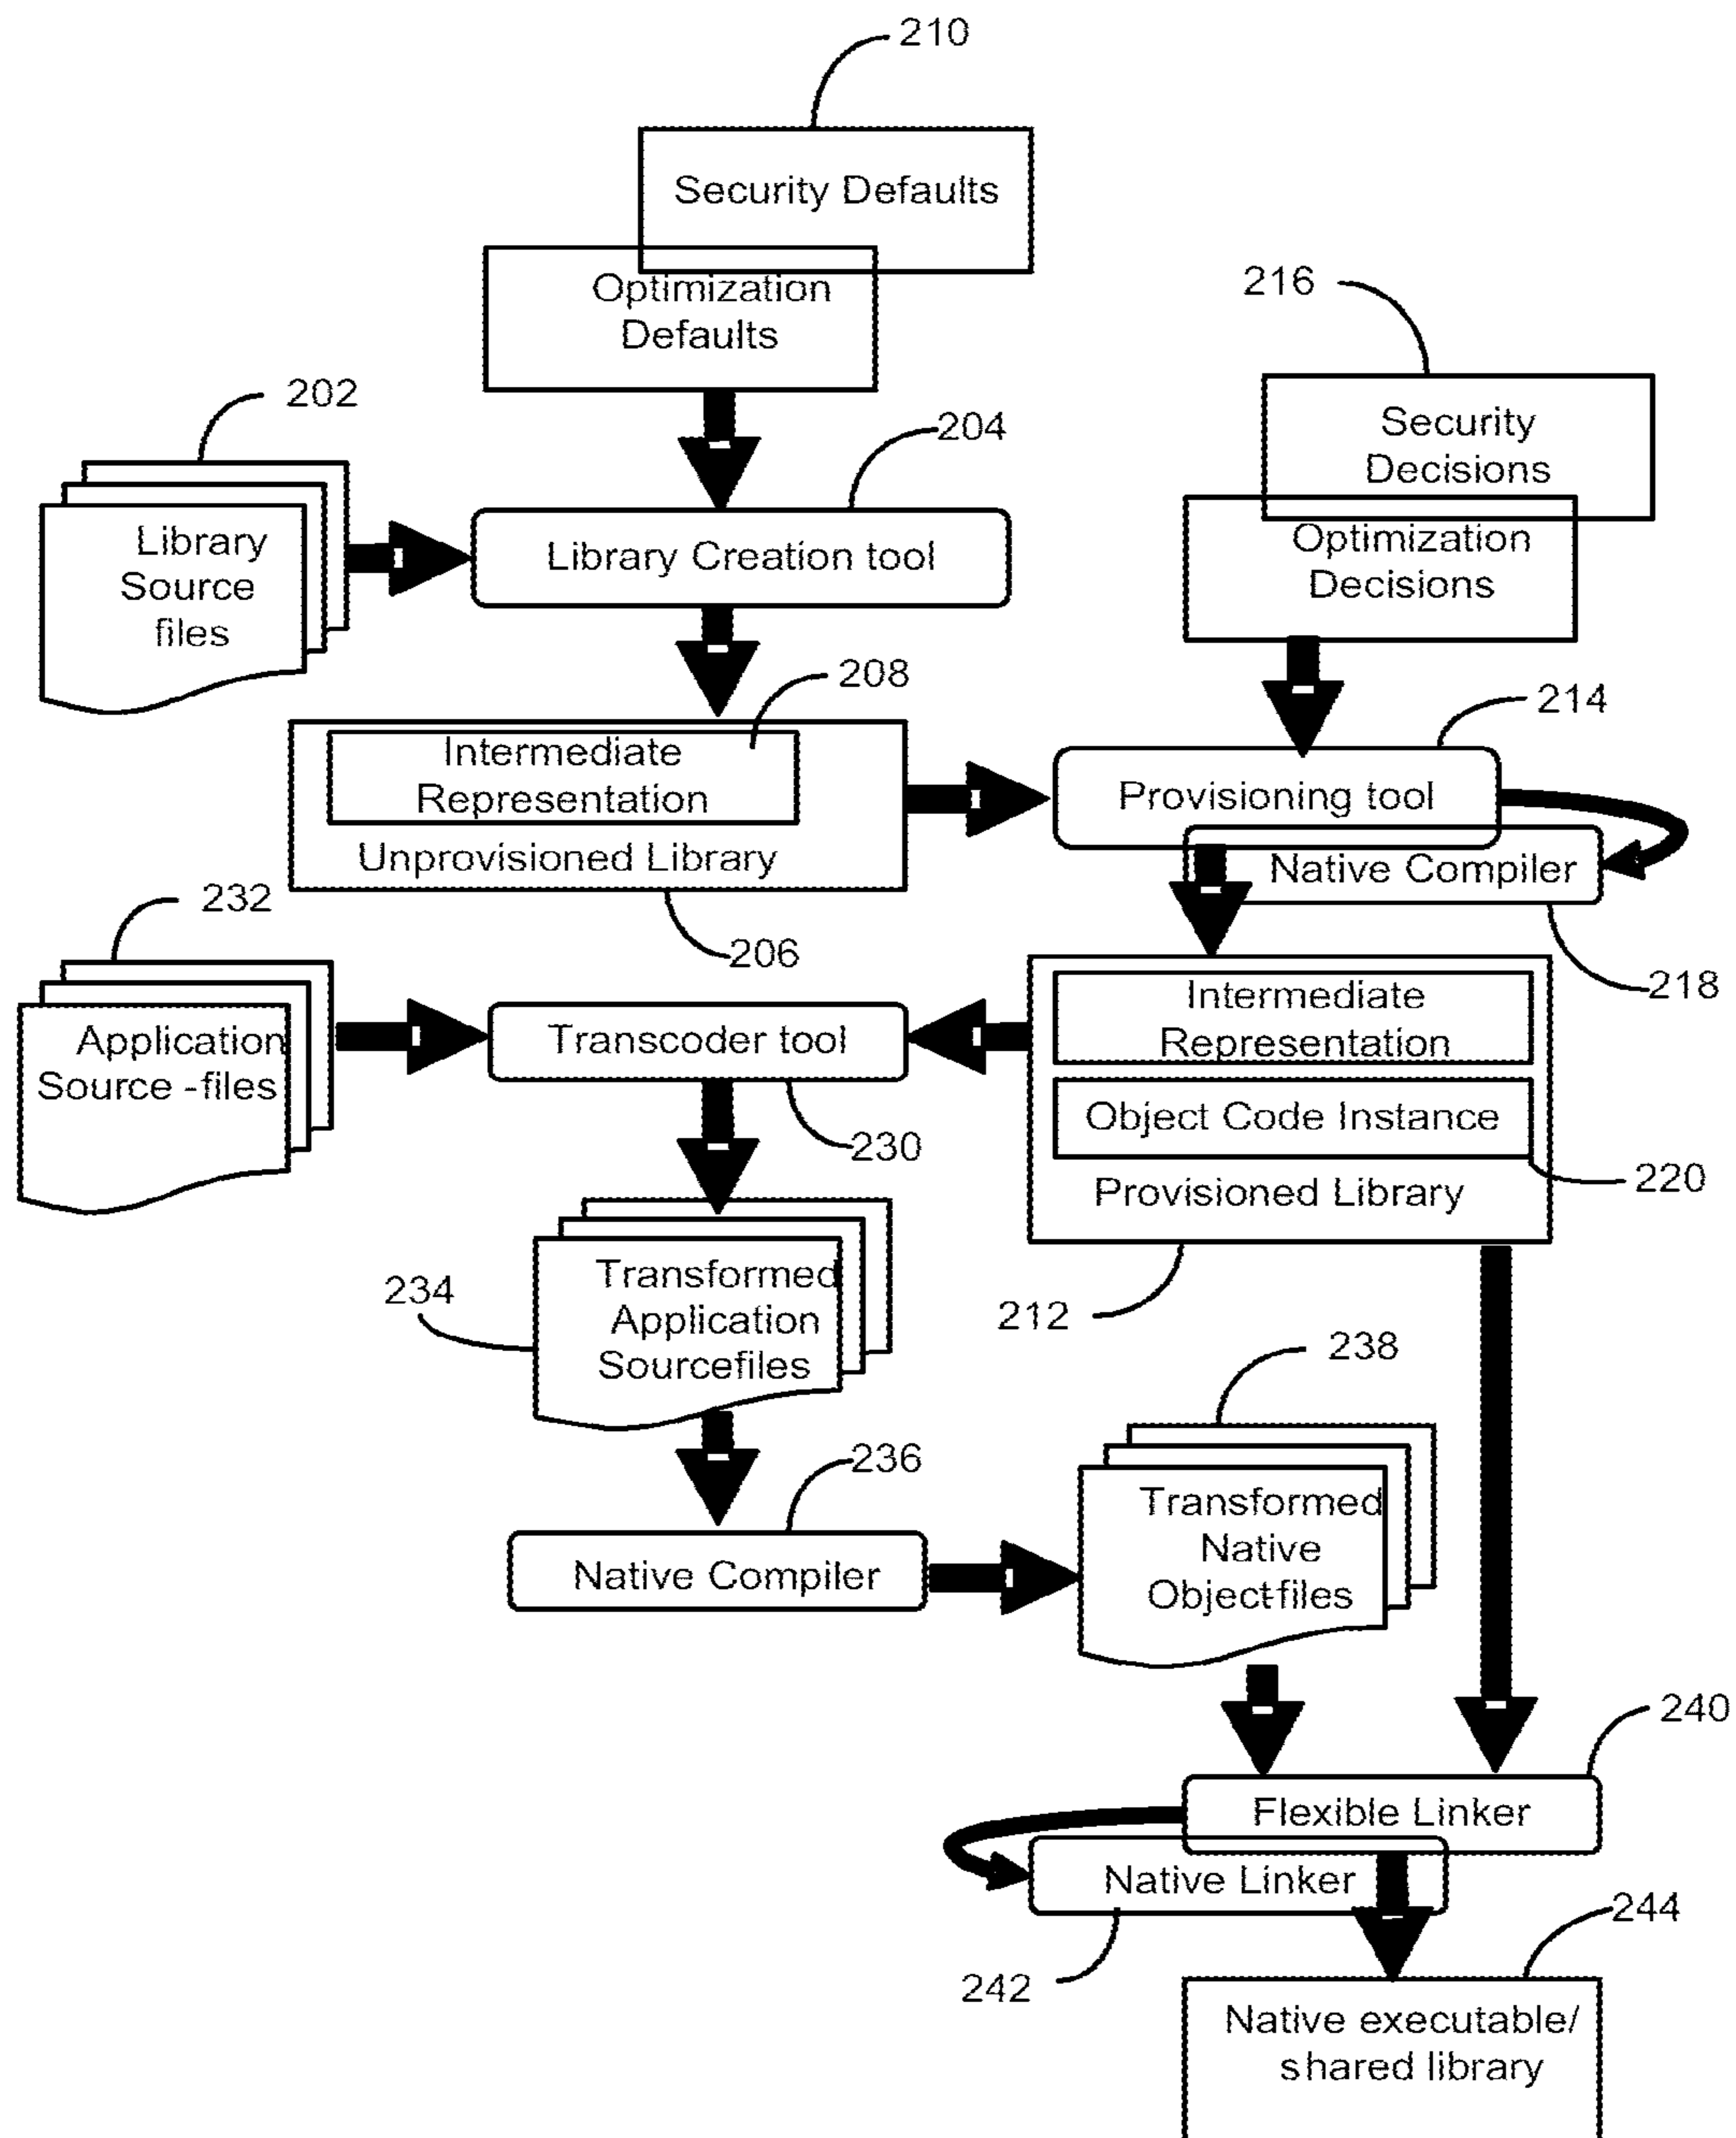 210
Security Defaults
Optimization
Defaults
216
Security
Decisions
Optimization
Decisions
202
204
Library
Source
files
Library Creation tool
208
214
Intermediate
Representation
Unprovisioned Library
Provisioning tool
Native Compiler
232
206
218
Application
Source -files
Transcoder tool
Intermediate
Representation
Object Code Instance
Provisioned Library
230
220
234
Transformed
Application
Sourcefiles
212
238
236
Native Compiler
Transformed
Native
Object-files
240
Flexible Linker
Native Linker
242
244
Native executable/
shared library